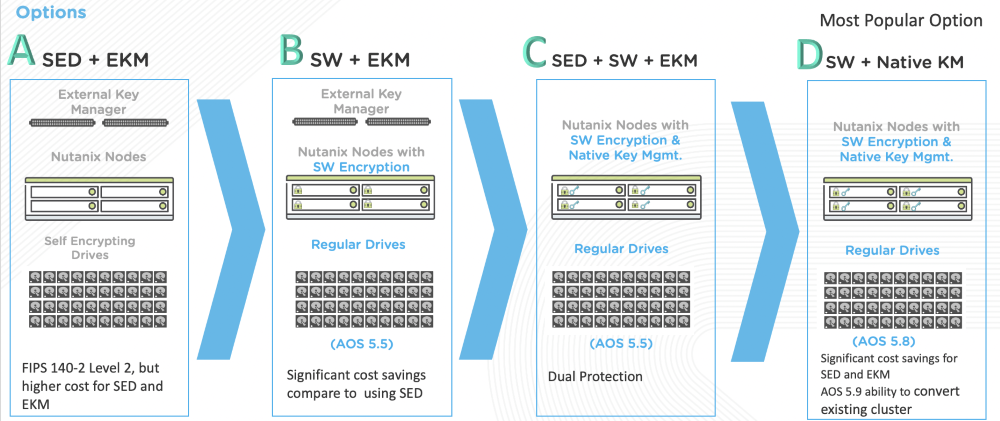 Options
Most Popular Option
A SED + EKM
External Key
Manager
Nutanix Nodes
Self Encrypting
Drives
FIPS 140-2 Level 2, but
higher cost for SED and
EKM
B SW + EKM
External Key
Manager
Nutanix Nodes with
SW Encryption
Regular Drives
(AOS 5.5)
Significant cost savings
compare to using SED
C SED + SW + EKM
Nutanix Nodes with
SW Encryption &
Native Key Mgmt.
Regular Drives
(AOS 5.5)
Dual Protection
D SW + Native KM
Nutanix Nodes with
SW Encryption &
Native Key Mgmt.
Regular Drives
(AOS 5.8)
Significant cost savings for
SED and EKM
AOS 5.9 ability to convert
existing cluster